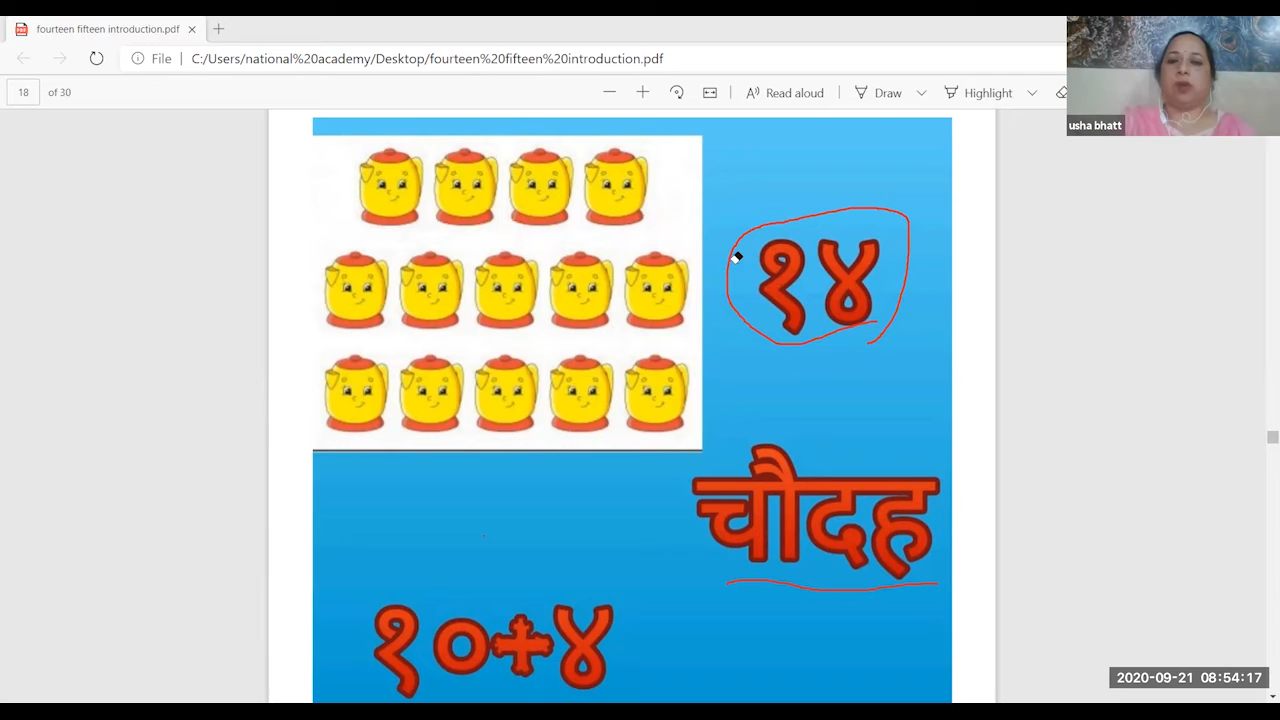 fourteen fifteen introduction.pdf
File C:/Users/national%20academy/Desktop/fourteen%20fifteen%20introduction.pdf
18 of 30
Read aloud Draw Highlight
usha bhatt
१४
चौदह
१०+४
2020-09-21 08:54:17